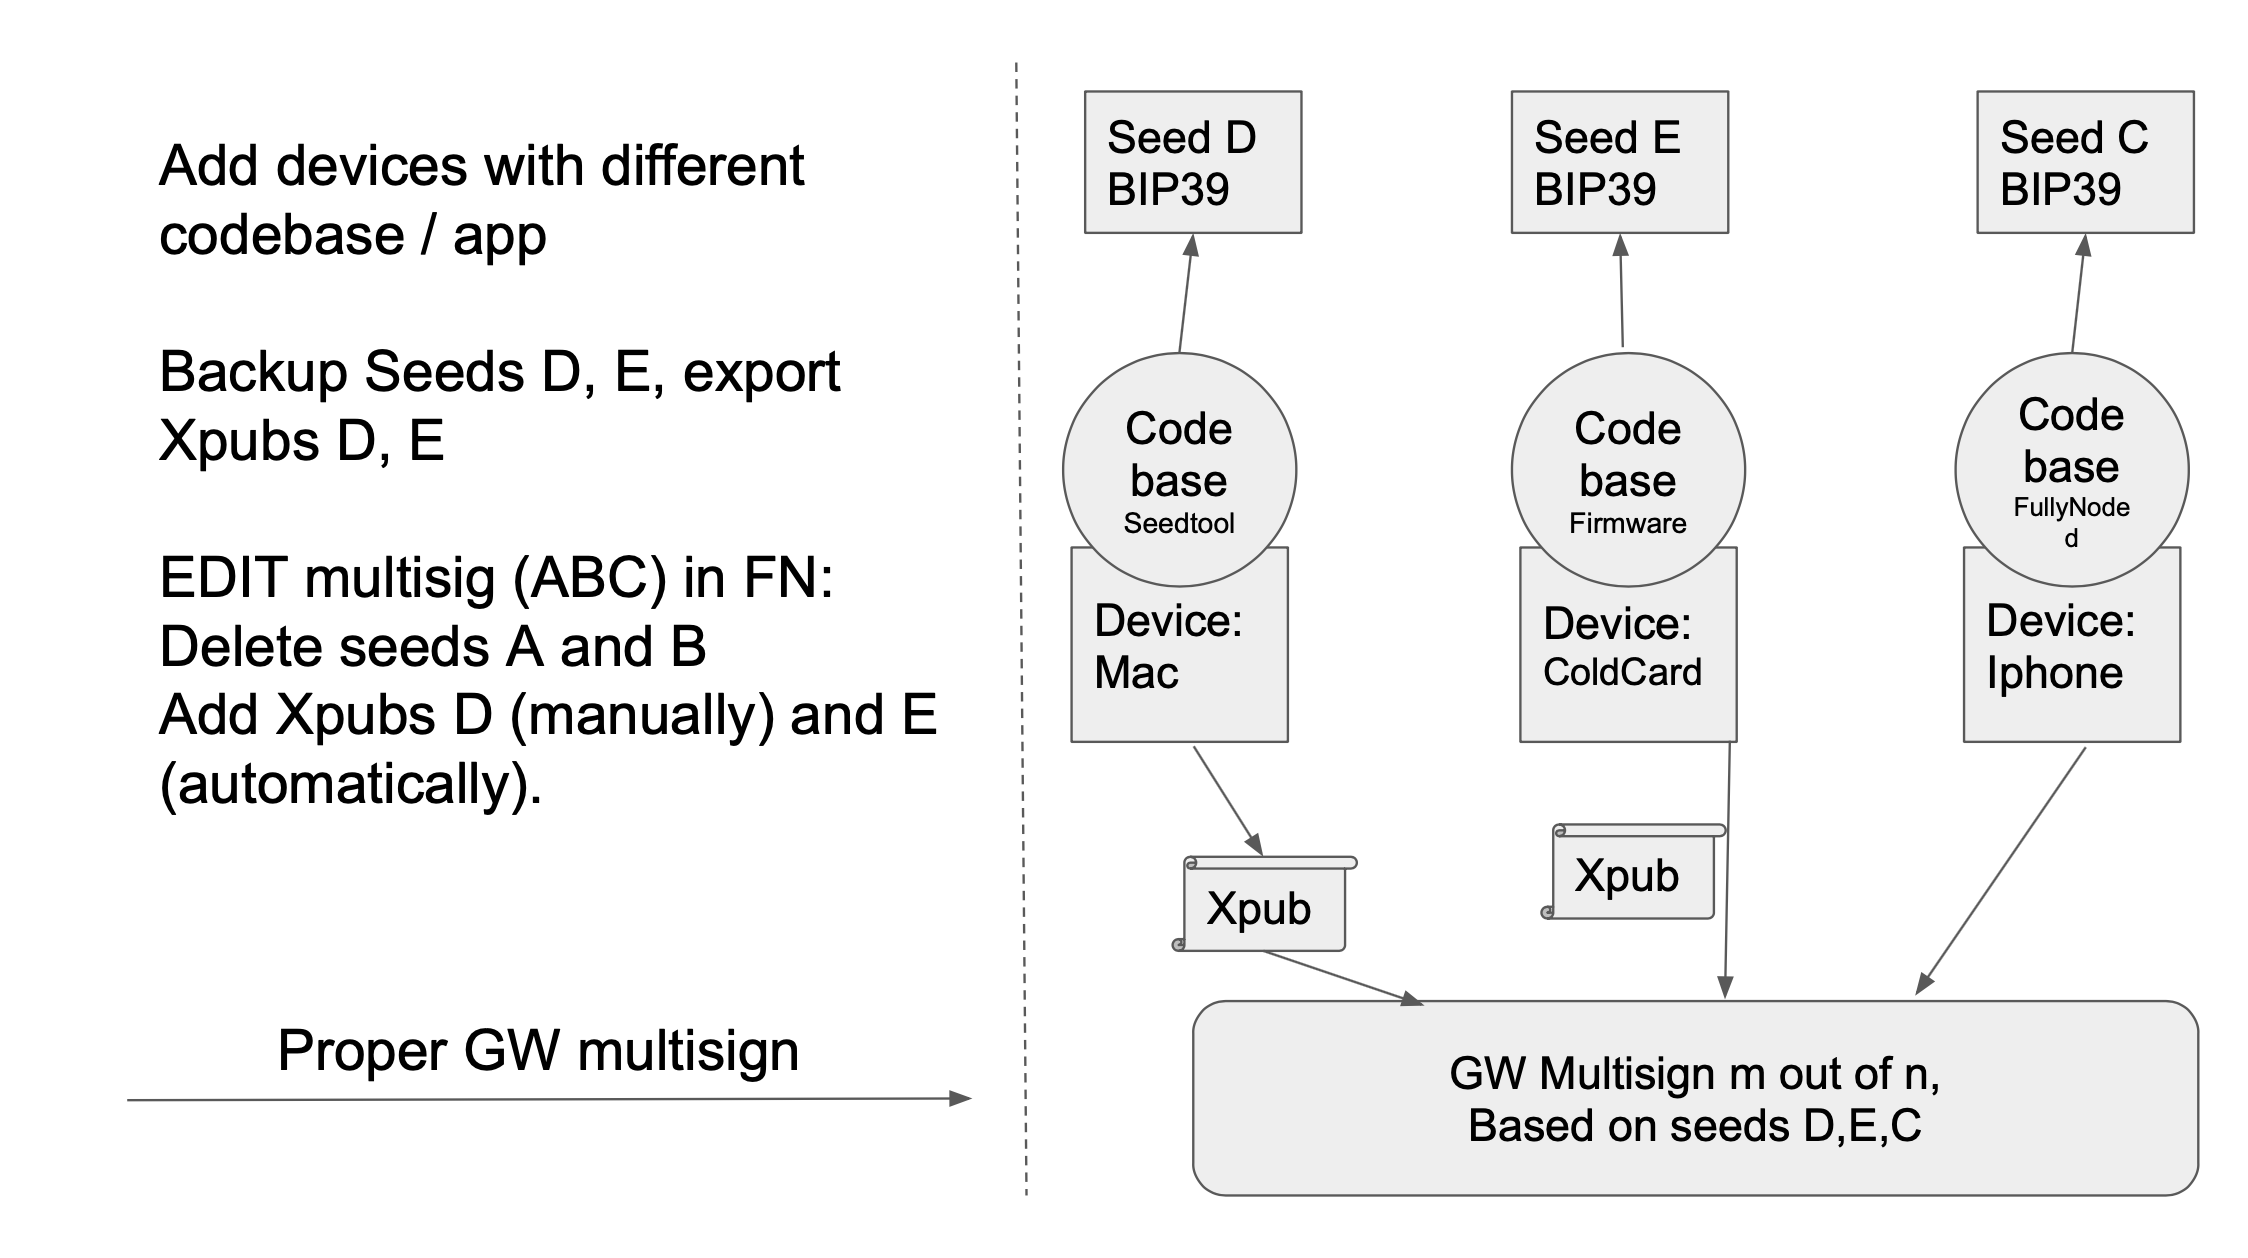 Add devices with different
codebase / app
Backup Seeds D, E, export
Xpubs D, E
EDIT multisig (ABC) in FN:
Delete seeds A and B
Add Xpubs D (manually) and E
(automatically).
Proper GW multisign
Seed D
BIP39
Seed E
BIP39
Seed C
BIP39
Code
base
Seedtool
Code
base
Firmware
Code
base
FullyNode
d
Device:
Mac
Device:
ColdCard
Device:
Iphone
Xpub
Xpub
GW Multisign m out of n,
Based on seeds D,E,C